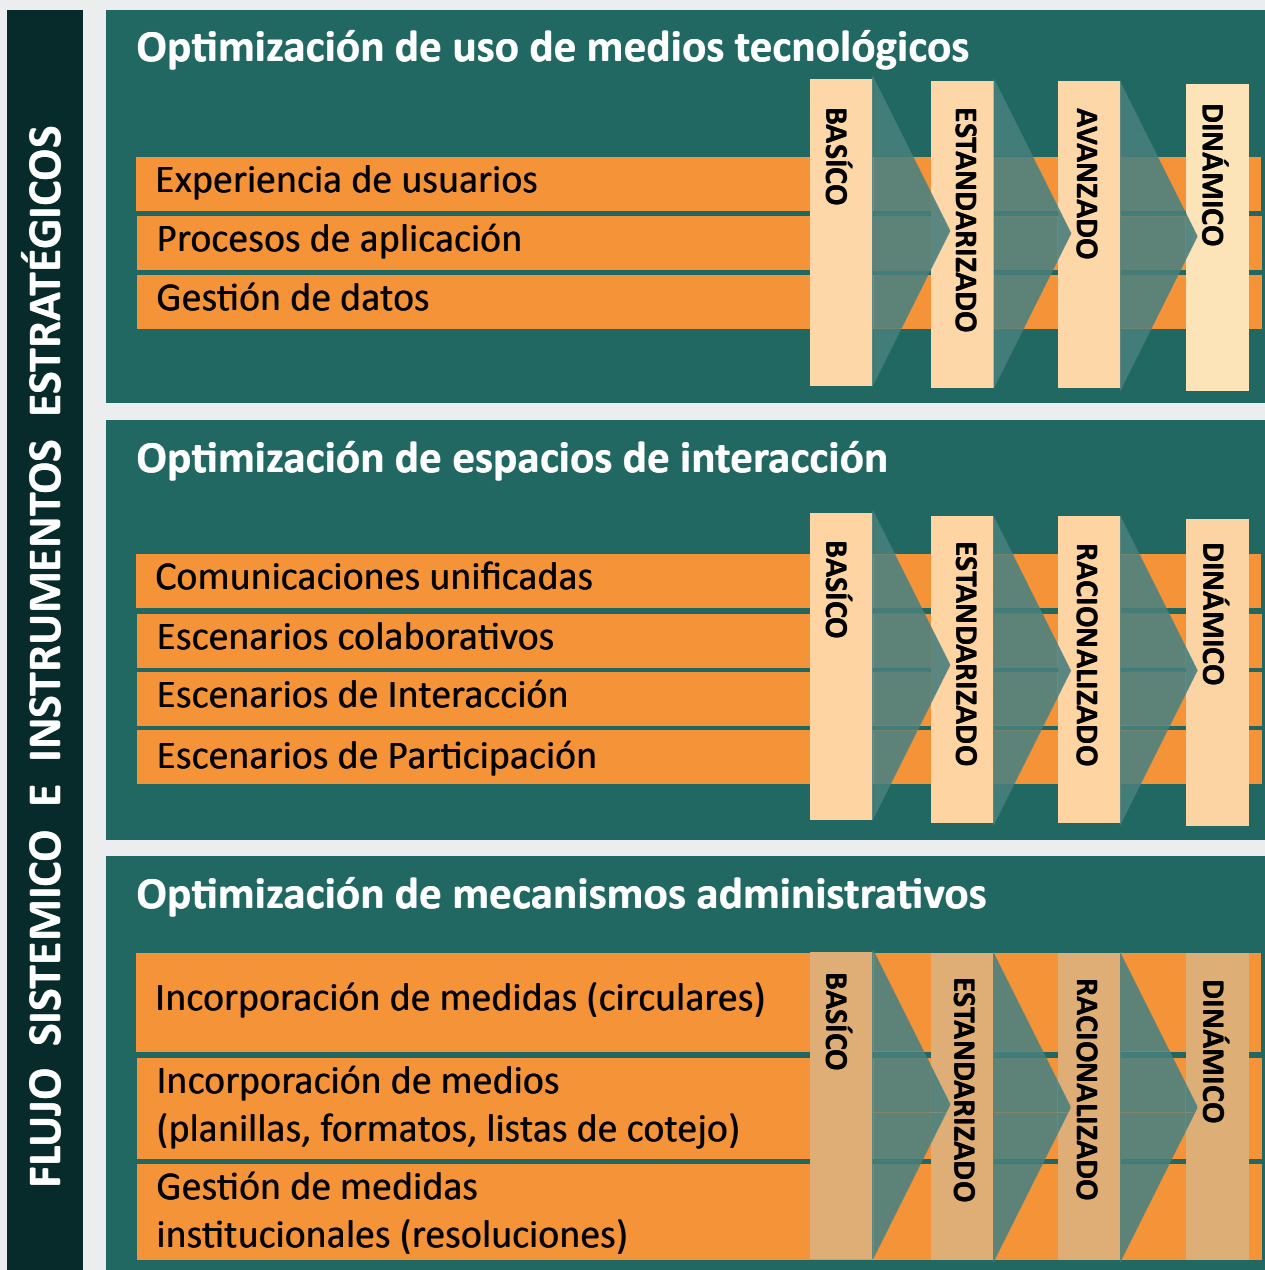 FLUJO SISTEMICO E INSTRUMENTOS ESTRATÉGICOS
Optimización de uso de medios tecnológicos
Experiencia de usuarios
Procesos de aplicación
Gestión de datos
BASÍCO
ESTANDARIZADO
AVANZADO
DINÁMICO
Optimización de espacios de interacción
Comunicaciones unificadas
Escenarios colaborativos
Escenarios de Interacción
Escenarios de Participación
BASÍCO
ESTANDARIZADO
RACIONALIZADO
DINÁMICO
Optimización de mecanismos administrativos
Incorporación de medidas (circulares)
Incorporación de medios
(planillas, formatos, listas de cotejo)
Gestión de medidas
institucionales (resoluciones)
BASÍCO
ESTANDARIZADO
RACIONALIZADO
DINÁMICO